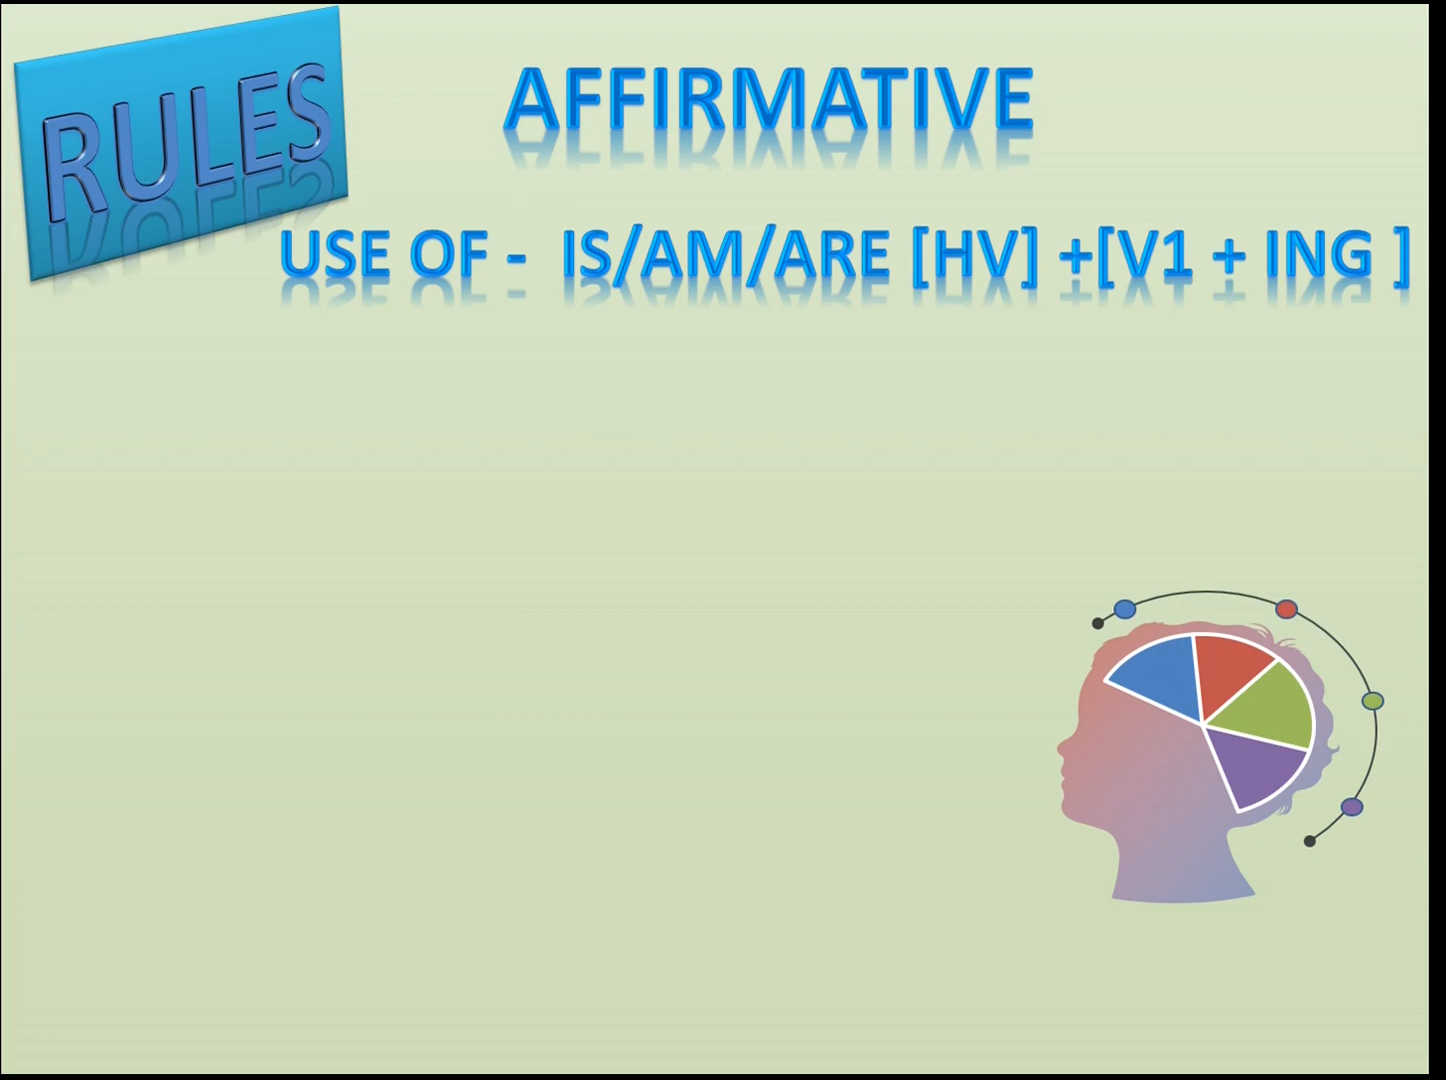 RULES
AFFIRMATIVE
USE OF - IS/AM/ARE [HV] +[V1 + ING ]